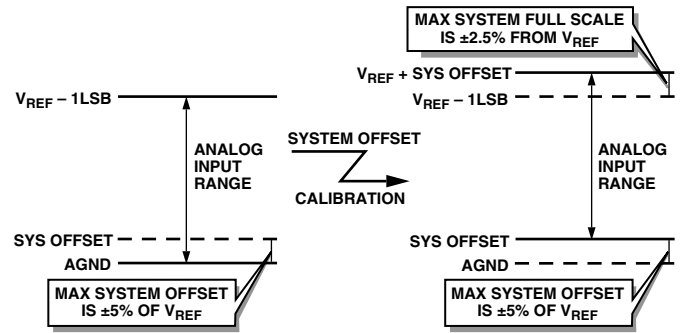 MAX SYSTEM FULL SCALE
IS ±2.5% FROM VREF
VREF + SYS OFFSET
VREF – 1LSB
VREF – 1LSB
SYSTEM OFFSET
CALIBRATION
ANALOG
INPUT
RANGE
ANALOG
INPUT
RANGE
SYS OFFSET
AGND
SYS OFFSET
AGND
MAX SYSTEM OFFSET
IS ±5% OF VREF
MAX SYSTEM OFFSET
IS ±5% OF VREF